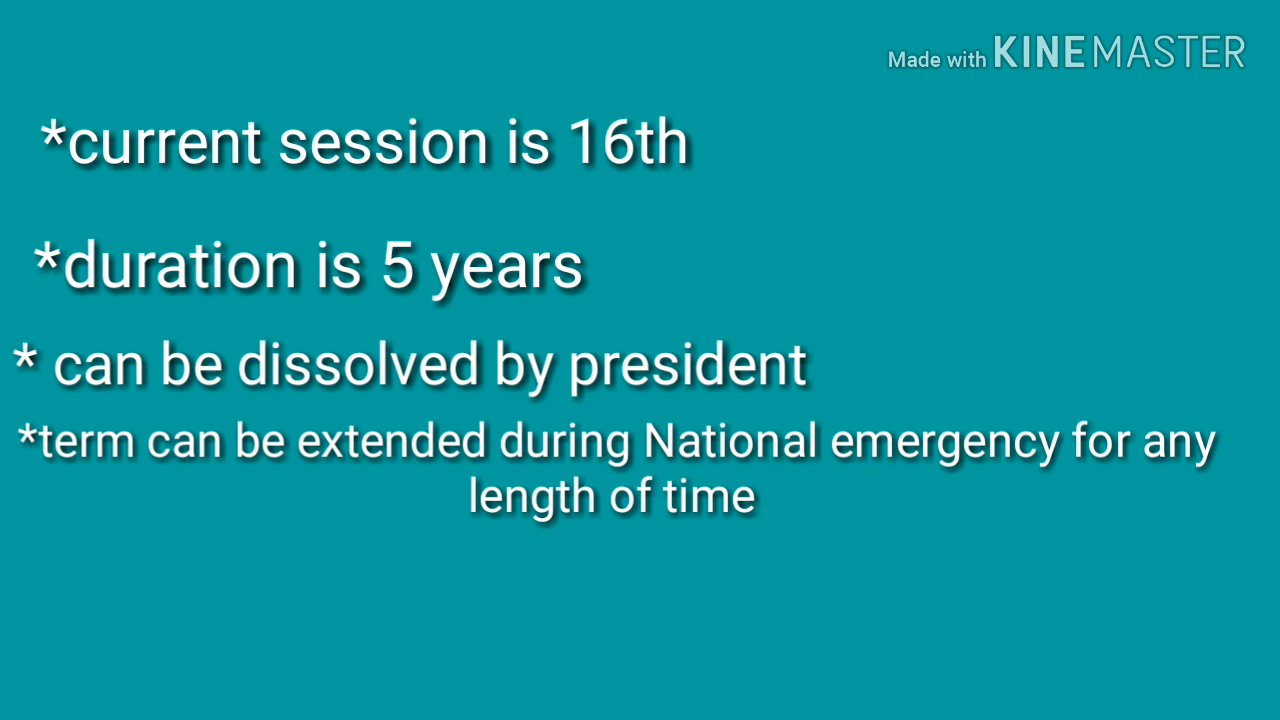 Made with KINEMASTER
*current session is 16th
*duration is 5 years
* can be dissolved by president
*term can be extended during National emergency for any
length of time